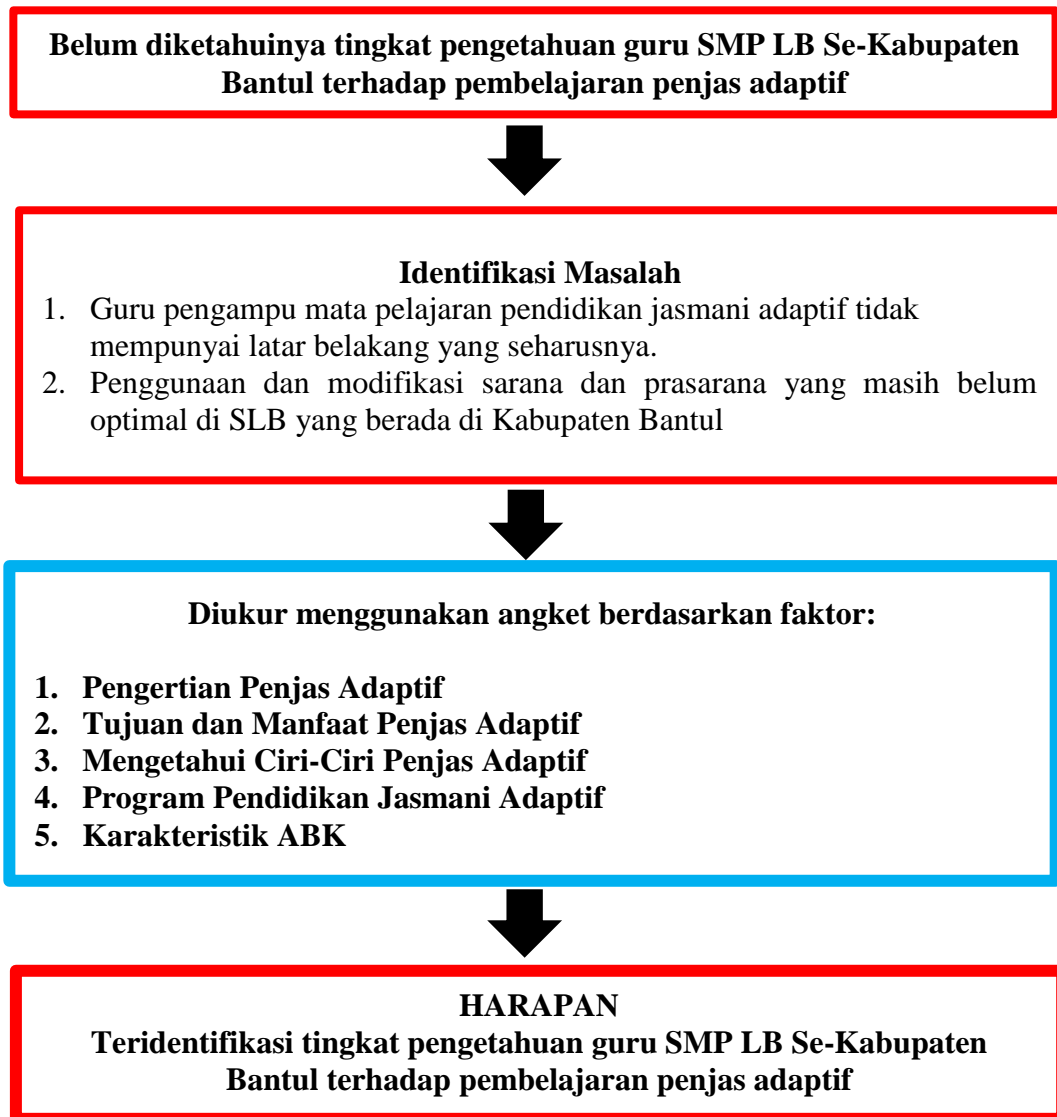 Belum diketahuinya tingkat pengetahuan guru SMP LB Se-Kabupaten
Bantul terhadap pembelajaran penjas adaptif
Identifikasi Masalah
1. Guru pengampu mata pelajaran pendidikan jasmani adaptif tidak
mempunyai latar belakang yang seharusnya.
2. Penggunaan dan modifikasi sarana dan prasarana yang masih belum
optimal di SLB yang berada di Kabupaten Bantul
Diukur menggunakan angket berdasarkan faktor:
1. Pengertian Penjas Adaptif
2. Tujuan dan Manfaat Penjas Adaptif
3. Mengetahui Ciri-Ciri Penjas Adaptif
4. Program Pendidikan Jasmani Adaptif
5. Karakteristik ABK
HARAPAN
Teridentifikasi tingkat pengetahuan guru SMP LB Se-Kabupaten
Bantul terhadap pembelajaran penjas adaptif